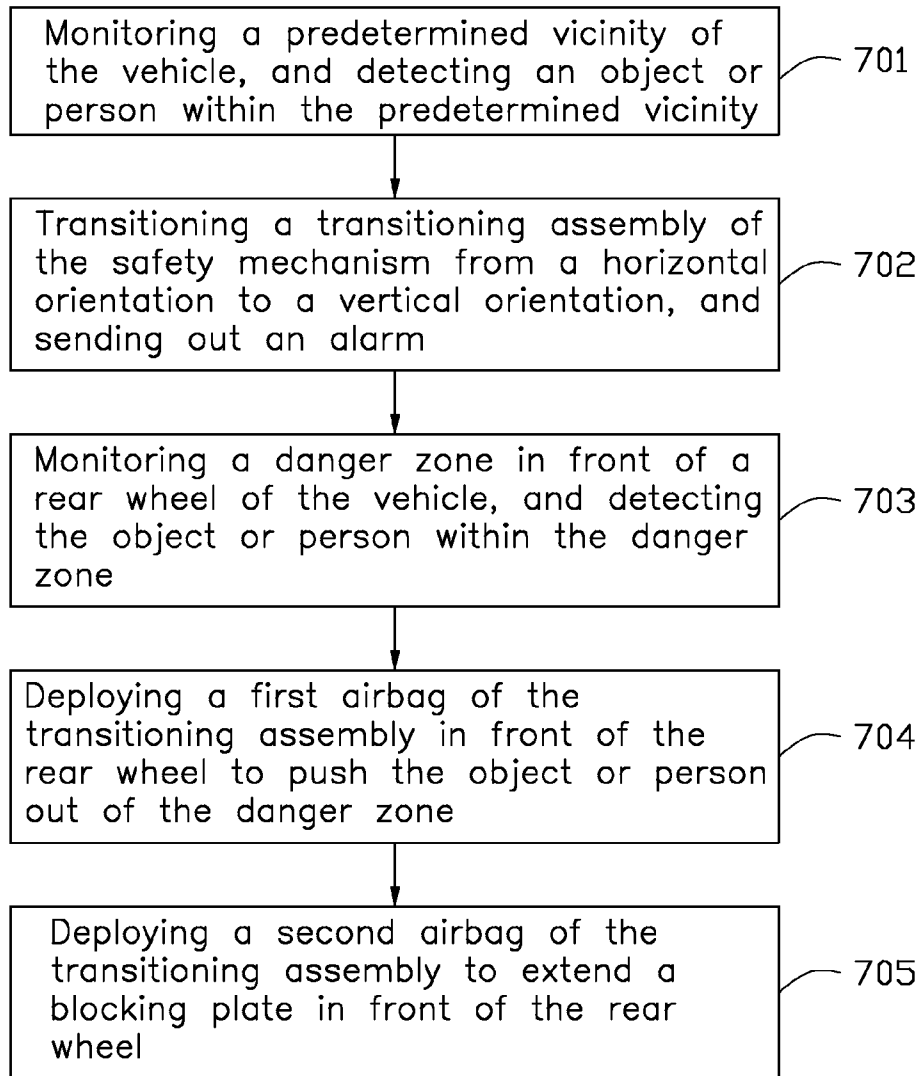 Monitoring a predetermined vicinity of
the vehicle, and detecting an object or
person within the predetermined vicinity
701
Transitioning a transitioning assembly of
the safety mechanism from a horizontal
orientation to a vertical orientation, and
sending out an alarm
702
Monitoring a danger zone in front of a
rear wheel of the vehicle, and detecting
the object or person within the danger
zone
703
Deploying a first airbag of the
transitioning assembly in front of the
rear wheel to push the object or person
out of the danger zone
704
Deploying a second airbag of the
transitioning assembly to extend a
blocking plate in front of the rear
wheel
705